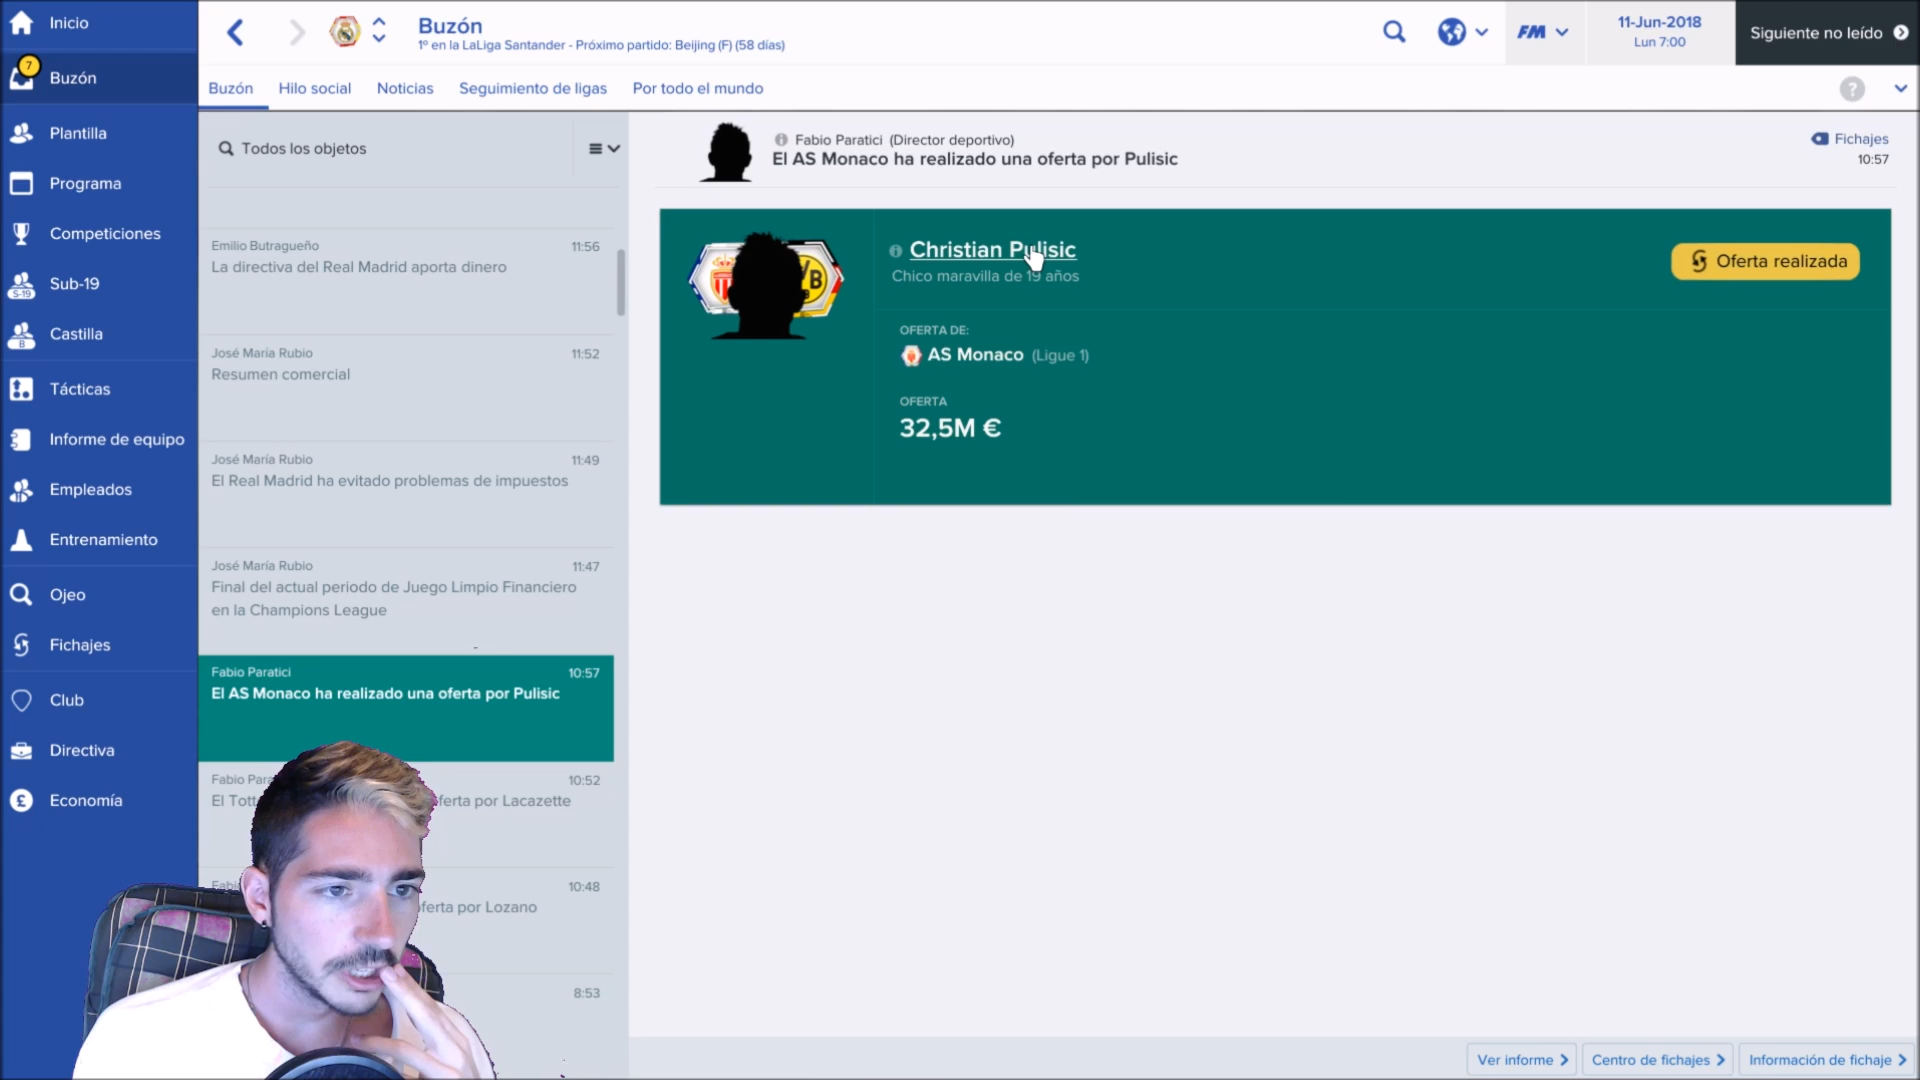 Inicio
7
Buzón
Plantilla
Programa
Competiciones
S-19
Sub-19
B
Castilla
Tácticas
Informe de equipo
Empleados
Entrenamiento
Ojeo
Fichajes
Club
Directiva
£
Economía
Buzón
1º en la LaLiga Santander - Próximo partido: Beijing (F) (58 días)
FM
11-Jun-2018
Lun 7:00
Siguiente no leído
Buzón
Hilo social
Noticias
Seguimiento de ligas
Por todo el mundo
?
Todos los objetos
Emilio Butragueño 11:56
La directiva del Real Madrid aporta dinero
José María Rubio 11:52
Resumen comercial
José María Rubio 11:49
El Real Madrid ha evitado problemas de impuestos
José María Rubio 11:47
Final del actual periodo de Juego Limpio Financiero
en la Champions League
Fabio Paratici 10:57
El AS Monaco ha realizado una oferta por Pulisic
Fabio Para 10:52
El Tott ferta por Lacazette
10:48
oferta por Lozano
8:53
Fabio Paratici (Director deportivo)
El AS Monaco ha realizado una oferta por Pulisic
Fichajes
10:57
Christian Pulisic
Chico maravilla de 19 años
Oferta realizada
OFERTA DE:
AS Monaco (Ligue 1)
OFERTA
32,5M €
Ver informe
Centro de fichajes
Información de fichaje